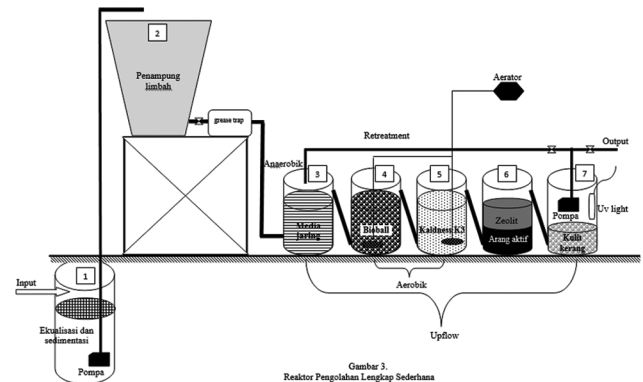 2
Penampung
limbah
grease trap
Aerator
Retreatment
Output
Anaerobik
3
4
5
6
7
Media
jaring
Bioball
Kaldness K3
Zeolit
Arang aktif
Pompa
Uv light
Kulit
kerang
1
Input
Ekualisasi dan
sedimentasi
Pompa
Aerobik
Upflow
Gambar 3.
Reaktor Pengolahan Lengkap Sederhana